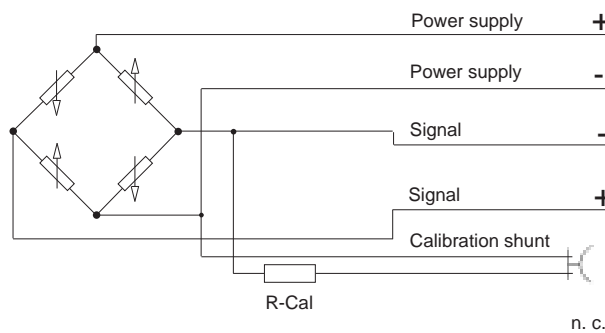 Power supply +
Power supply -
Signal -
Signal +
Calibration shunt
R-Cal
n. c.